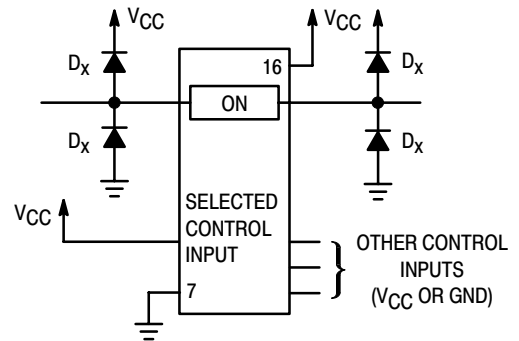 VCC
VCC
16
DX
DX
ON
DX
DX
VCC
SELECTED
CONTROL
INPUT
7
OTHER CONTROL
INPUTS
(VCC OR GND)